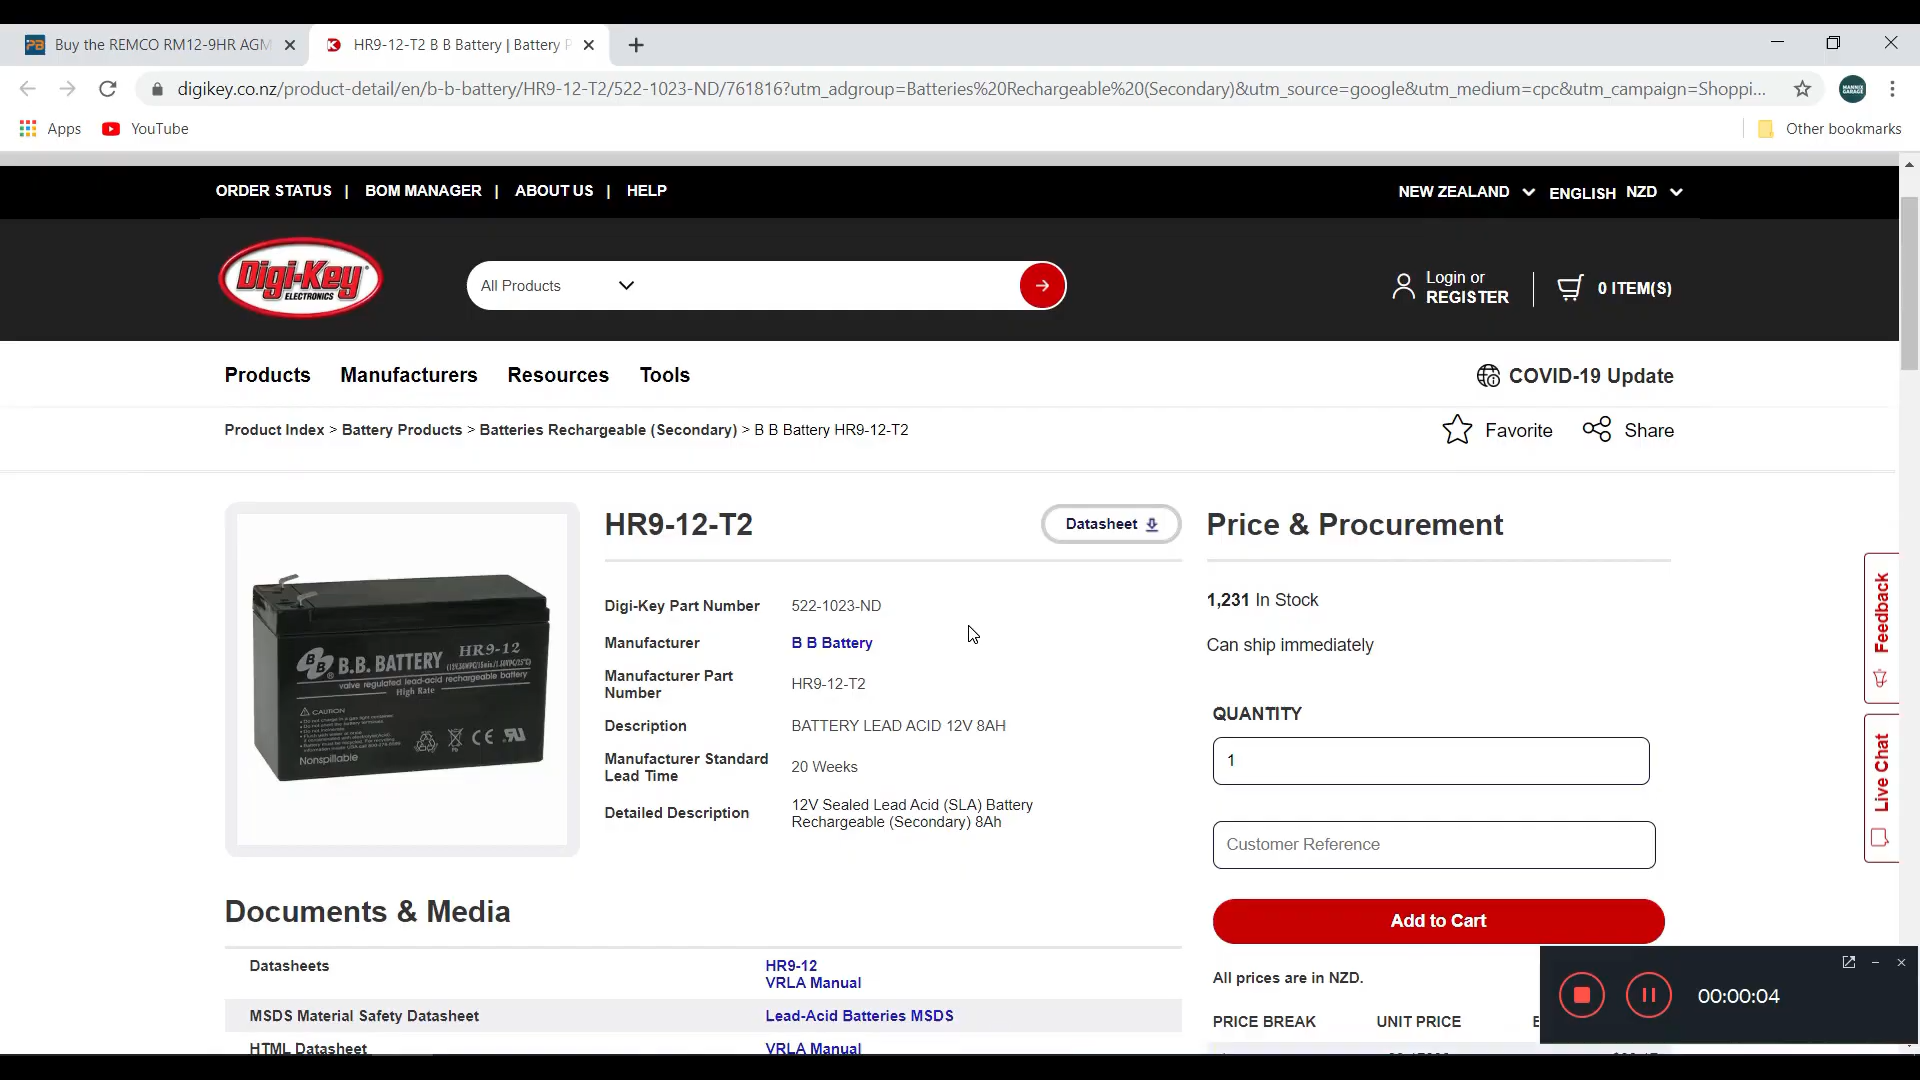 Buy the REMCO RM12-9HR AGM
HR9-12-T2 B B Battery | Battery P
digikey.co.nz/product-detail/en/b-b-battery/HR9-12-T2/522-1023-ND/761816?utm_adgroup=Batteries%20Rechargeable%20(Secondary)&utm_source=google&utm_medium=cpc&utm_campaign=Shoppi...
Apps
YouTube
Other bookmarks
ORDER STATUS | BOM MANAGER | ABOUT US | HELP
NEW ZEALAND ENGLISH NZD
Digi-Key
ELECTRONICS
All Products
Login or
REGISTER
0 ITEM(S)
Products Manufacturers Resources Tools
COVID-19 Update
Product Index > Battery Products > Batteries Rechargeable (Secondary) > B B Battery HR9-12-T2
Favorite
Share
HR9-12-T2
Datasheet
B.B. BATTERY HR9-12
valve regulated lead-acid rechargeable battery
High Rate
CAUTION
Nonspillable
Digi-Key Part Number 522-1023-ND
Manufacturer B B Battery
Manufacturer Part
Number
HR9-12-T2
Description BATTERY LEAD ACID 12V 8AH
Manufacturer Standard
Lead Time
20 Weeks
Detailed Description
12V Sealed Lead Acid (SLA) Battery
Rechargeable (Secondary) 8Ah
Price & Procurement
1,231 In Stock
Can ship immediately
QUANTITY
1
Customer Reference
Add to Cart
All prices are in NZD.
PRICE BREAK UNIT PRICE
Feedback
Live Chat
Documents & Media
Datasheets
HR9-12
VRLA Manual
MSDS Material Safety Datasheet Lead-Acid Batteries MSDS
HTML Datasheet VRLA Manual
00:00:04